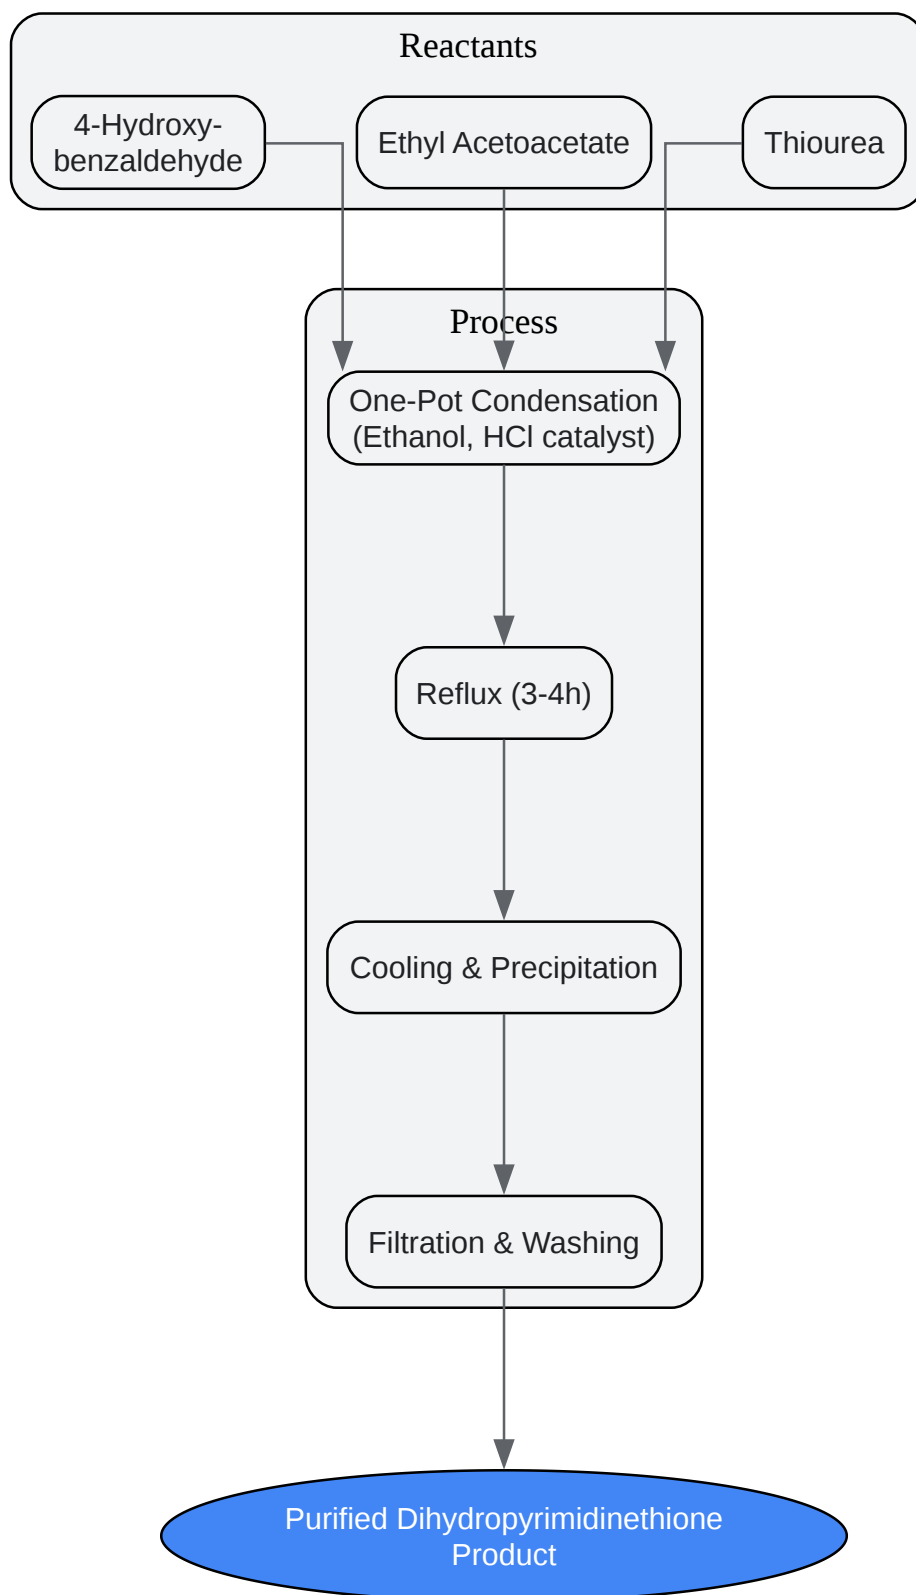 Reactants
4-Hydroxy-
benzaldehyde
Ethyl Acetoacetate
Thiourea
Process
One-Pot Condensation
(Ethanol, HCl catalyst)
Reflux (3-4h)
Cooling & Precipitation
Filtration & Washing
Purified Dihydropyrimidinethione
Product